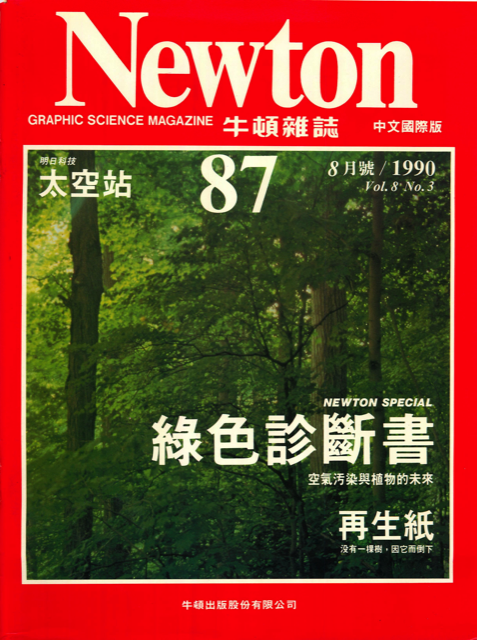 Newton
GRAPHIC SCIENCE MAGAZINE 牛頓雜誌 中文國際版
明日科技
太空站
87
8月號/1990
Vol.8 No.3
NEWTON SPECIAL
綠色診斷書
空氣汚染與植物的未來
再生紙
沒有一棵樹，因它而倒下
牛頓出版股份有限公司